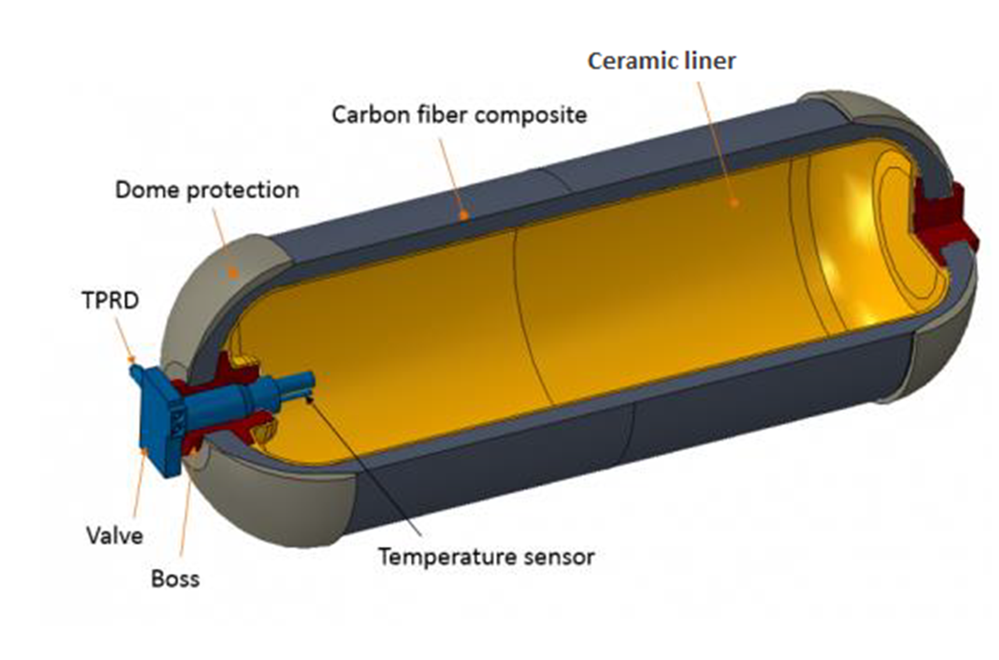 Ceramic liner
Carbon fiber composite
Dome protection
TPRD
Valve
Temperature sensor
Boss